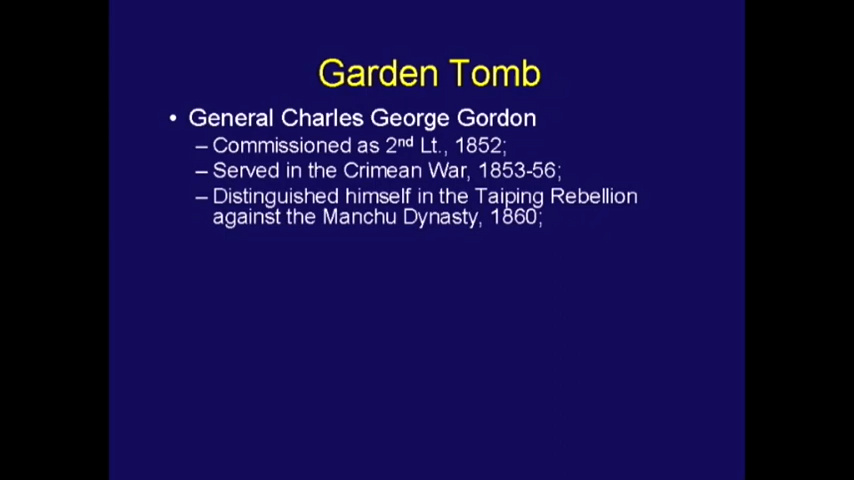 Garden Tomb
• General Charles George Gordon
– Commissioned as 2nd Lt., 1852;
– Served in the Crimean War, 1853-56;
– Distinguished himself in the Taiping Rebellion
against the Manchu Dynasty, 1860;